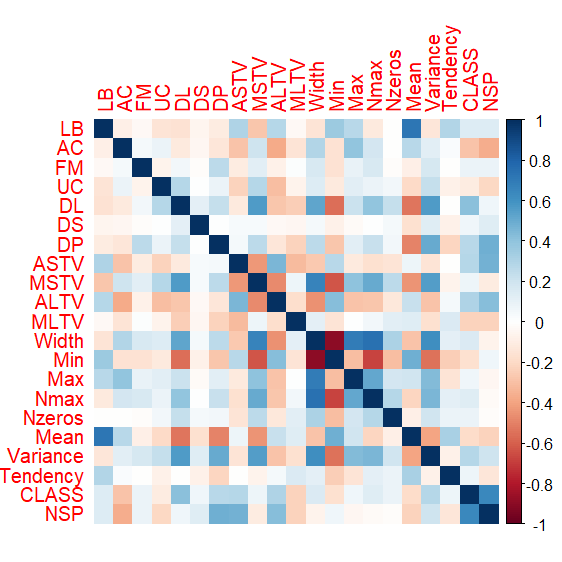 LB AC FM UC DL DS DP ASTV MSTV ALTV MLTV Width Min Max Nmax Nzeros Mean Variance Tendency CLASS NSP
LB
AC
FM
UC
DL
DS
DP
ASTV
MSTV
ALTV
MLTV
Width
Min
Max
Nmax
Nzeros
Mean
Variance
Tendency
CLASS
NSP
1
0.8
0.6
0.4
0.2
0
-0.2
-0.4
-0.6
-0.8
-1